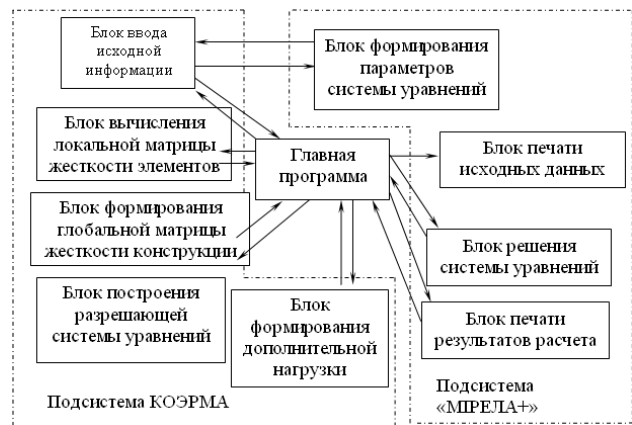 Блок ввода
исходной
информации
Блок формирования
параметров
системы уравнений
Блок вычисления
локальной матрицы
жесткости элементов
Главная
программа
Блок печати
исходных данных
Блок формирования
глобальной матрицы
жесткости конструкции
Блок решения
системы уравнений
Блок построения
разрешающей
системы уравнений
Блок
формирования
дополнительной
нагрузки
Блок печати
результатов расчета
Подсистема КОЭРМА
Подсистема
«МІРЕЛА+»